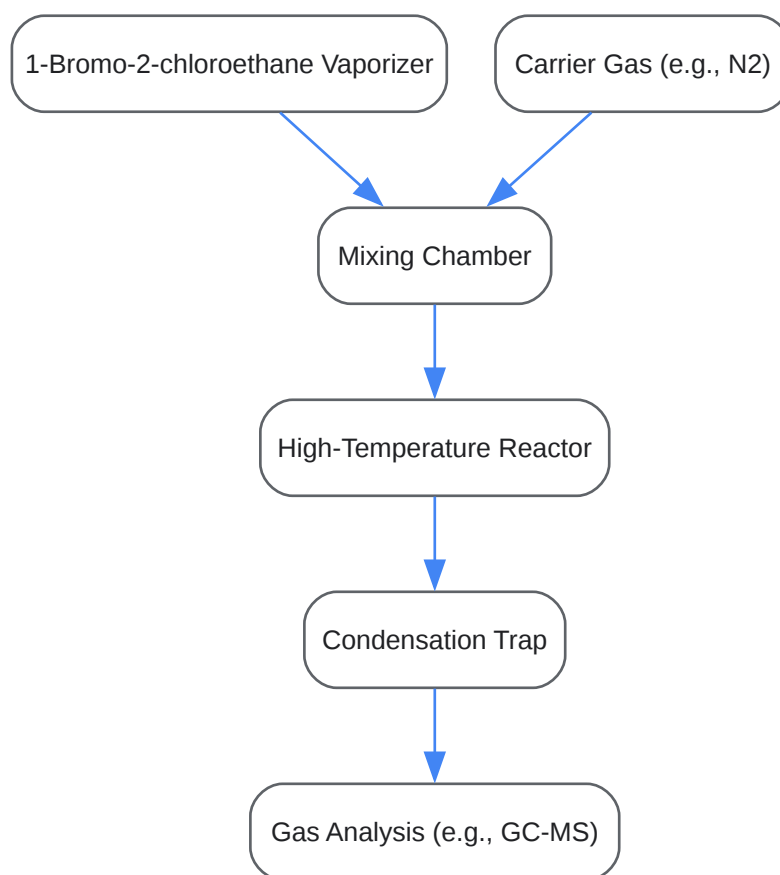 1-Bromo-2-chloroethane Vaporizer
Carrier Gas (e.g., N2)
Mixing Chamber
High-Temperature Reactor
Condensation Trap
Gas Analysis (e.g., GC-MS)